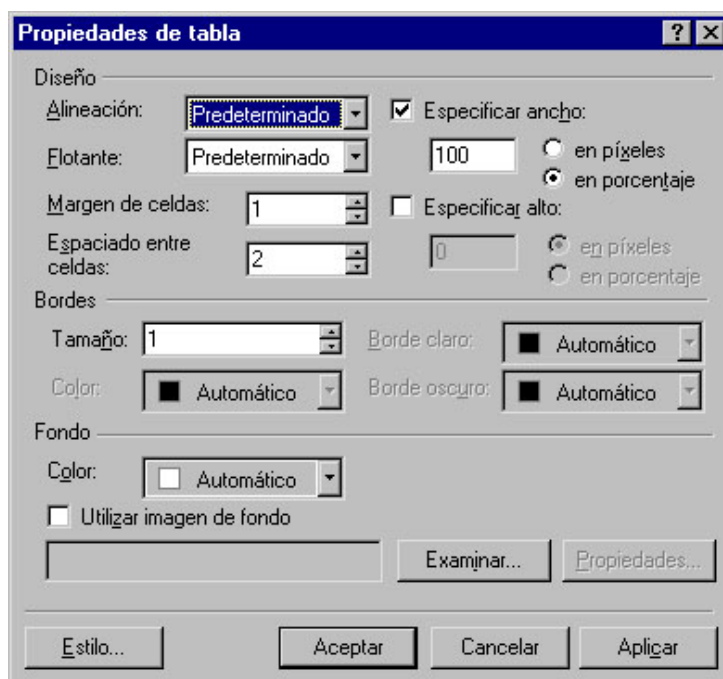 Propiedades de tabla
Diseño
Alineación: Predeterminado Especificar ancho:
Flotante: Predeterminado 100 en píxeles
en porcentaje
Margen de celdas: 1 Especificar alto:
Espaciado entre celdas: 2 0 en píxeles
en porcentaje
Bordes
Tamaño: 1 Borde claro: Automático
Color: Automático Borde oscuro: Automático
Fondo
Color: Automático
Utilizar imagen de fondo
Examinar... Propiedades...
Estilo... Aceptar Cancelar Aplicar